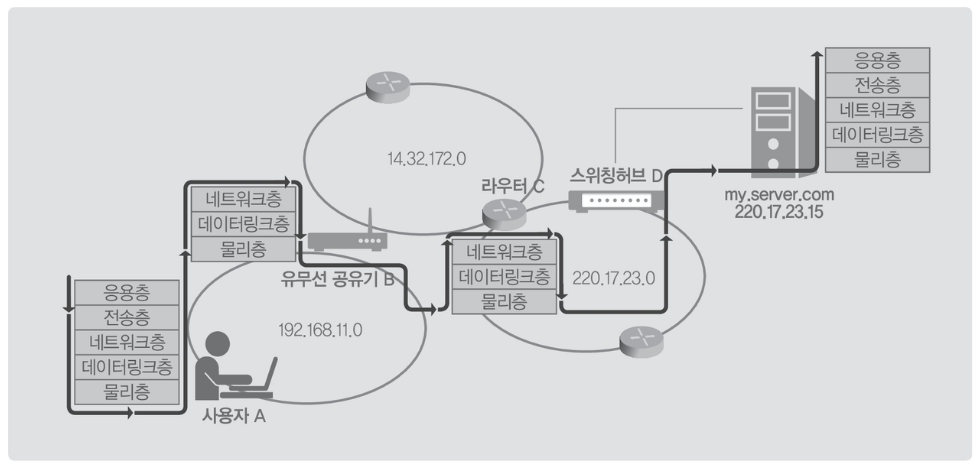 응용층
전송층
네트워크층
데이터링크층
물리층
사용자 A
192.168.11.0
네트워크층
데이터링크층
물리층
유무선 공유기 B
14.32.172.0
라우터 C
네트워크층
데이터링크층
물리층
220.17.23.0
스위칭허브 D
my.server.com
220.17.23.15
응용층
전송층
네트워크층
데이터링크층
물리층